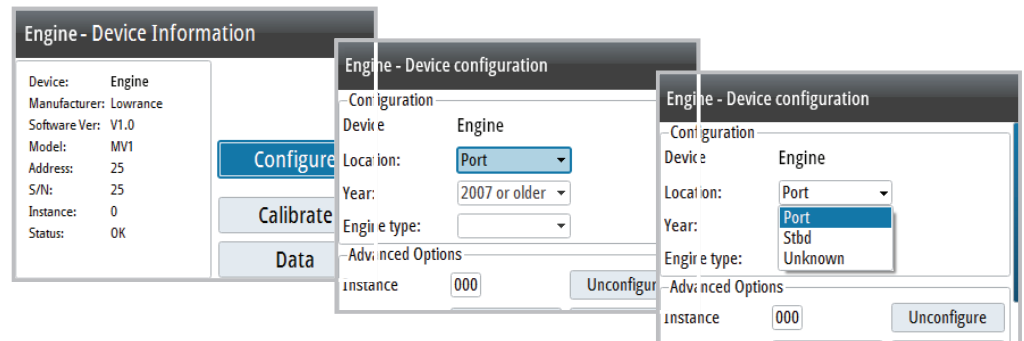 Engine - Device Information
Device: Engine
Manufacturer: Lowrance
Software Ver: V1.0
Model: MV1
Address: 25
S/N: 25
Instance: 0
Status: OK
Configure
Calibrate
Data
Engine - Device configuration
Configuration
Device Engine
Location: Port
Year: 2007 or older
Engine type:
Advanced Options
Instance 000 Unconfigur
Engine - Device configuration
Configuration
Device Engine
Location: Port
Port
Year:
Stbd
Engine type: Unknown
Advanced Options
Instance 000 Unconfigure